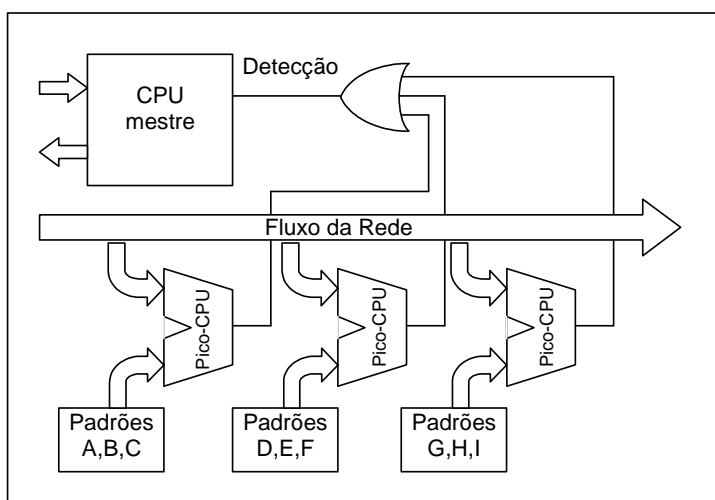 Detecção
CPU
mestre
Fluxo da Rede
Pico-CPU
Pico-CPU
Pico-CPU
Padrões
A,B,C
Padrões
D,E,F
Padrões
G,H,I